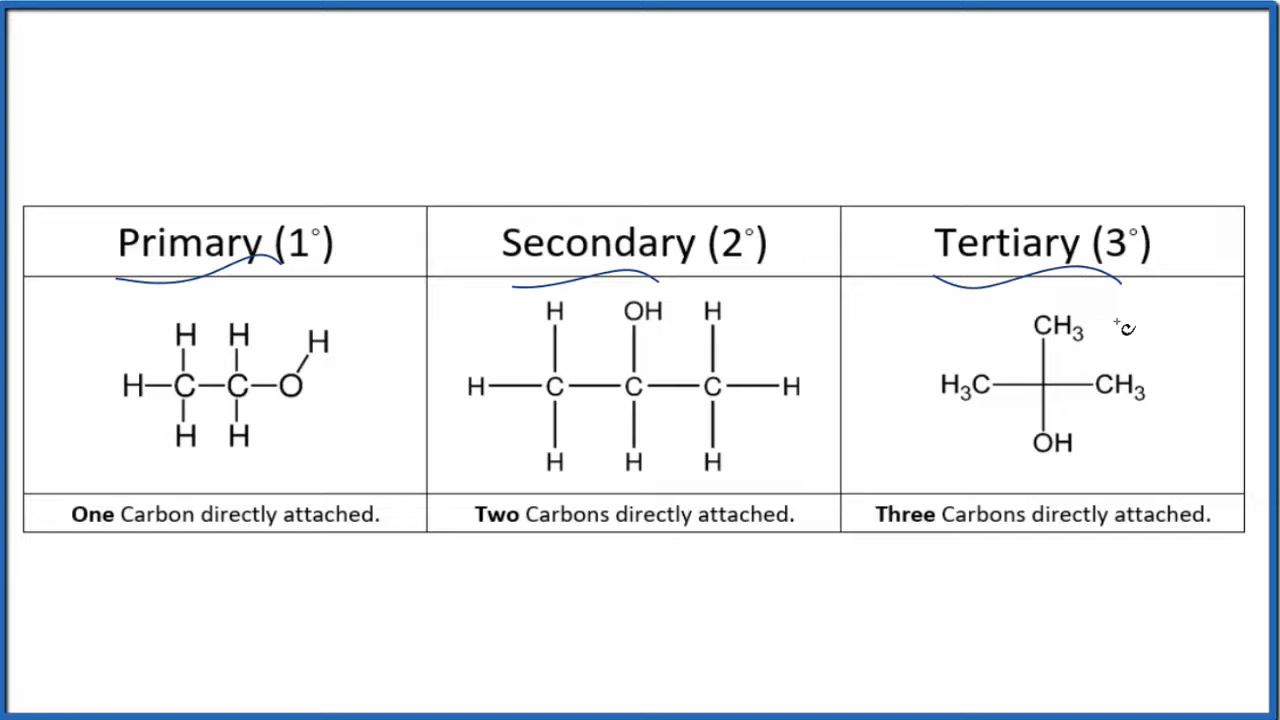 Primary (1°)
Secondary (2°)
Tertiary (3°)
H H H
H—C—C—O
H H
H OH H
H—C—C—C—H
H H H
CH₃
H₃C—CH₃
OH
One Carbon directly attached.
Two Carbons directly attached.
Three Carbons directly attached.